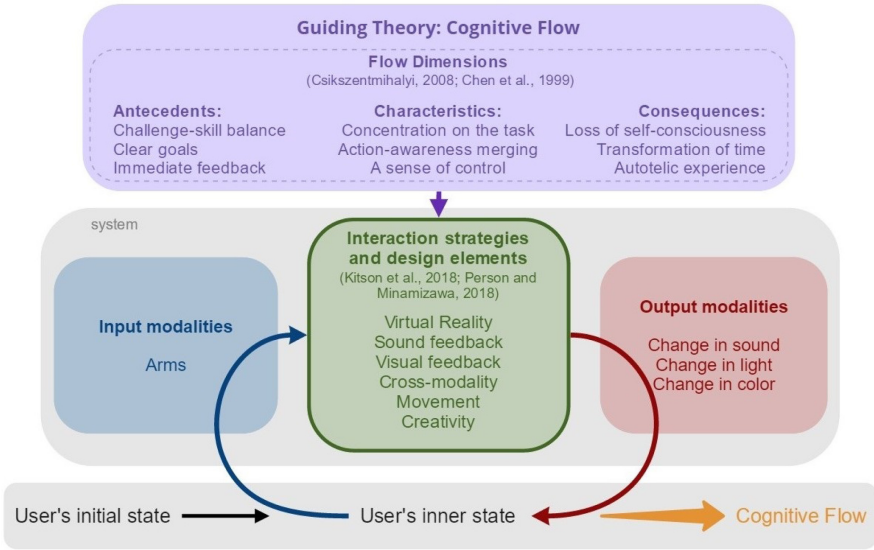 Guiding Theory: Cognitive Flow
Flow Dimensions
(Csikszentmihalyi, 2008; Chen et al., 1999)
Antecedents:
Challenge-skill balance
Clear goals
Immediate feedback
Characteristics:
Concentration on the task
Action-awareness merging
A sense of control
Consequences:
Loss of self-consciousness
Transformation of time
Autotelic experience
system
Input modalities
Arms
Interaction strategies
and design elements
(Kitson et al., 2018; Person and
Minamizawa, 2018)
Virtual Reality
Sound feedback
Visual feedback
Cross-modality
Movement
Creativity
Output modalities
Change in sound
Change in light
Change in color
User's initial state
User's inner state
Cognitive Flow